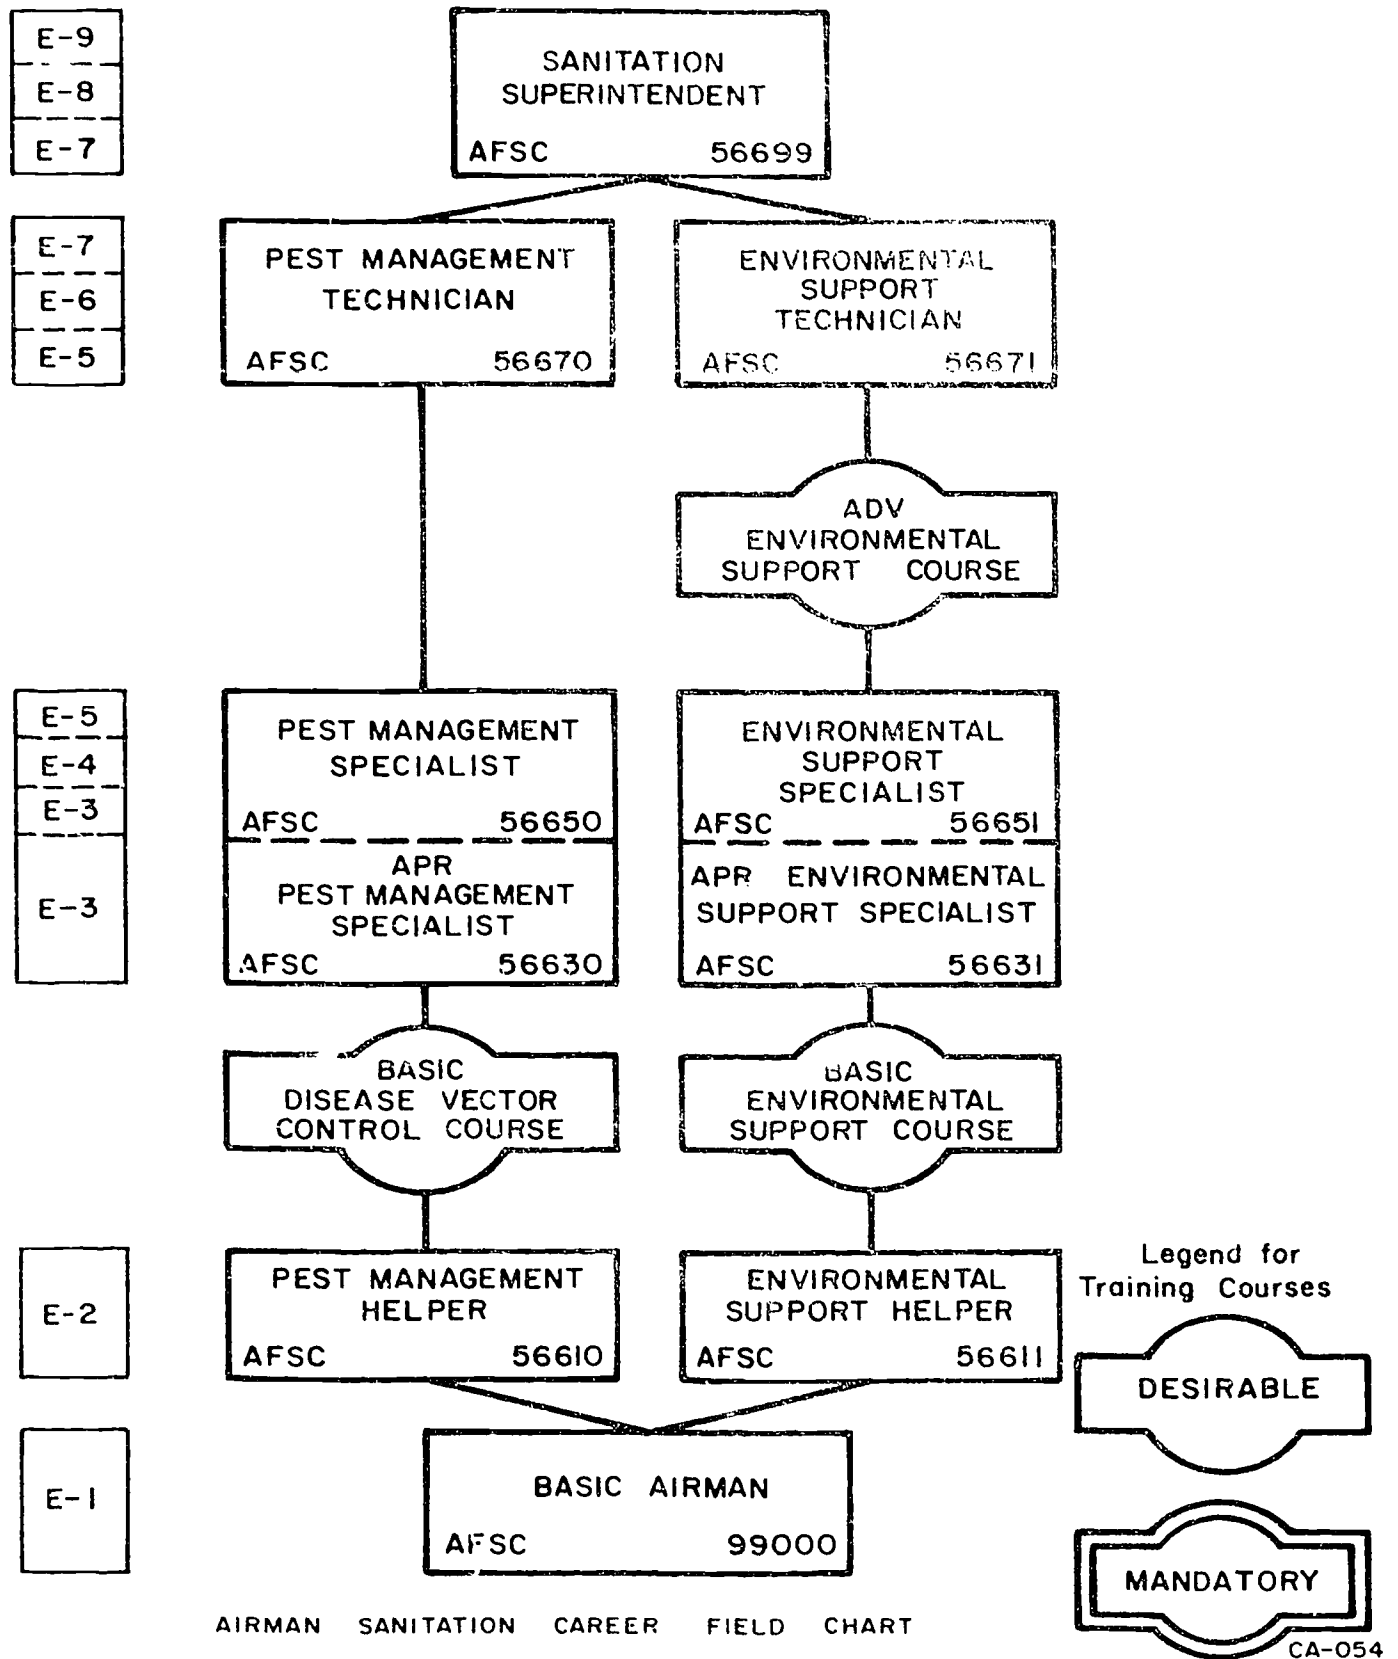 E-9
E-8
E-7
SANITATION
SUPERINTENDENT
AFSC 56699
E-7
E-6
E-5
PEST MANAGEMENT
TECHNICIAN
AFSC 56670
ENVIRONMENTAL
SUPPORT
TECHNICIAN
AFSC 56671
ADV
ENVIRONMENTAL
SUPPORT COURSE
E-5
E-4
E-3
E-3
PEST MANAGEMENT
SPECIALIST
AFSC 56650
APR
PEST MANAGEMENT
SPECIALIST
AFSC 56630
ENVIRONMENTAL
SUPPORT
SPECIALIST
AFSC 56651
APR ENVIRONMENTAL
SUPPORT SPECIALIST
AFSC 56631
BASIC
DISEASE VECTOR
CONTROL COURSE
BASIC
ENVIRONMENTAL
SUPPORT COURSE
E-2
PEST MANAGEMENT
HELPER
AFSC 56610
ENVIRONMENTAL
SUPPORT HELPER
AFSC 56611
Legend for
Training Courses
DESIRABLE
MANDATORY
E-1
BASIC AIRMAN
AFSC 99000
AIRMAN SANITATION CAREER FIELD CHART
CA-054